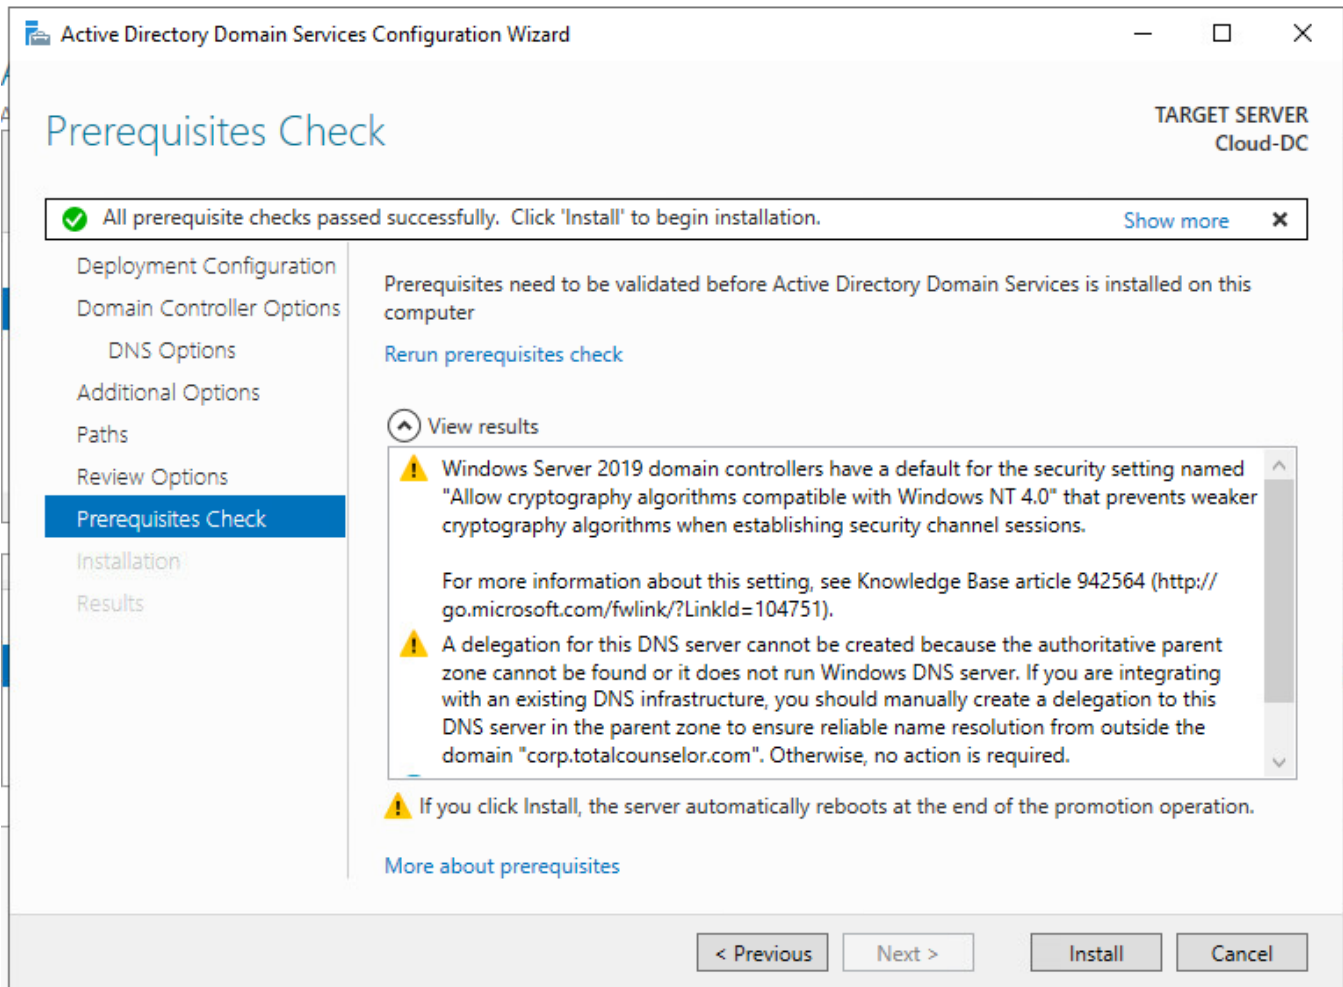 Active Directory Domain Services Configuration Wizard
Prerequisites Check
TARGET SERVER
Cloud-DC
All prerequisite checks passed successfully. Click 'Install' to begin installation.
Show more
Deployment Configuration
Domain Controller Options
DNS Options
Additional Options
Paths
Review Options
Prerequisites Check
Installation
Results
Prerequisites need to be validated before Active Directory Domain Services is installed on this
computer
Rerun prerequisites check
View results
Windows Server 2019 domain controllers have a default for the security setting named
"Allow cryptography algorithms compatible with Windows NT 4.0" that prevents weaker
cryptography algorithms when establishing security channel sessions.
For more information about this setting, see Knowledge Base article 942564 (http://
go.microsoft.com/fwlink/?LinkId=104751).
A delegation for this DNS server cannot be created because the authoritative parent
zone cannot be found or it does not run Windows DNS server. If you are integrating
with an existing DNS infrastructure, you should manually create a delegation to this
DNS server in the parent zone to ensure reliable name resolution from outside the
domain "corp.totalcounselor.com". Otherwise, no action is required.
If you click Install, the server automatically reboots at the end of the promotion operation.
More about prerequisites
< Previous
Next >
Install
Cancel